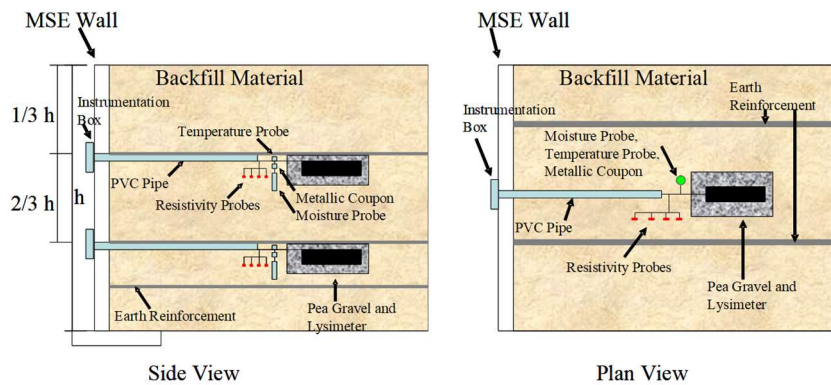 MSE Wall
Backfill Material
1/3 h
Instrumentation
Box
Temperature Probe
PVC Pipe
Metallic Coupon
2/3 h
h
Resistivity Probes
Moisture Probe
Earth Reinforcement
Pea Gravel and
Lysimeter
Side View
MSE Wall
Backfill Material
Earth
Reinforcement
Instrumentation
Box
Moisture Probe,
Temperature Probe,
Metallic Coupon
PVC Pipe
Resistivity Probes
Pea Gravel and
Lysimeter
Plan View